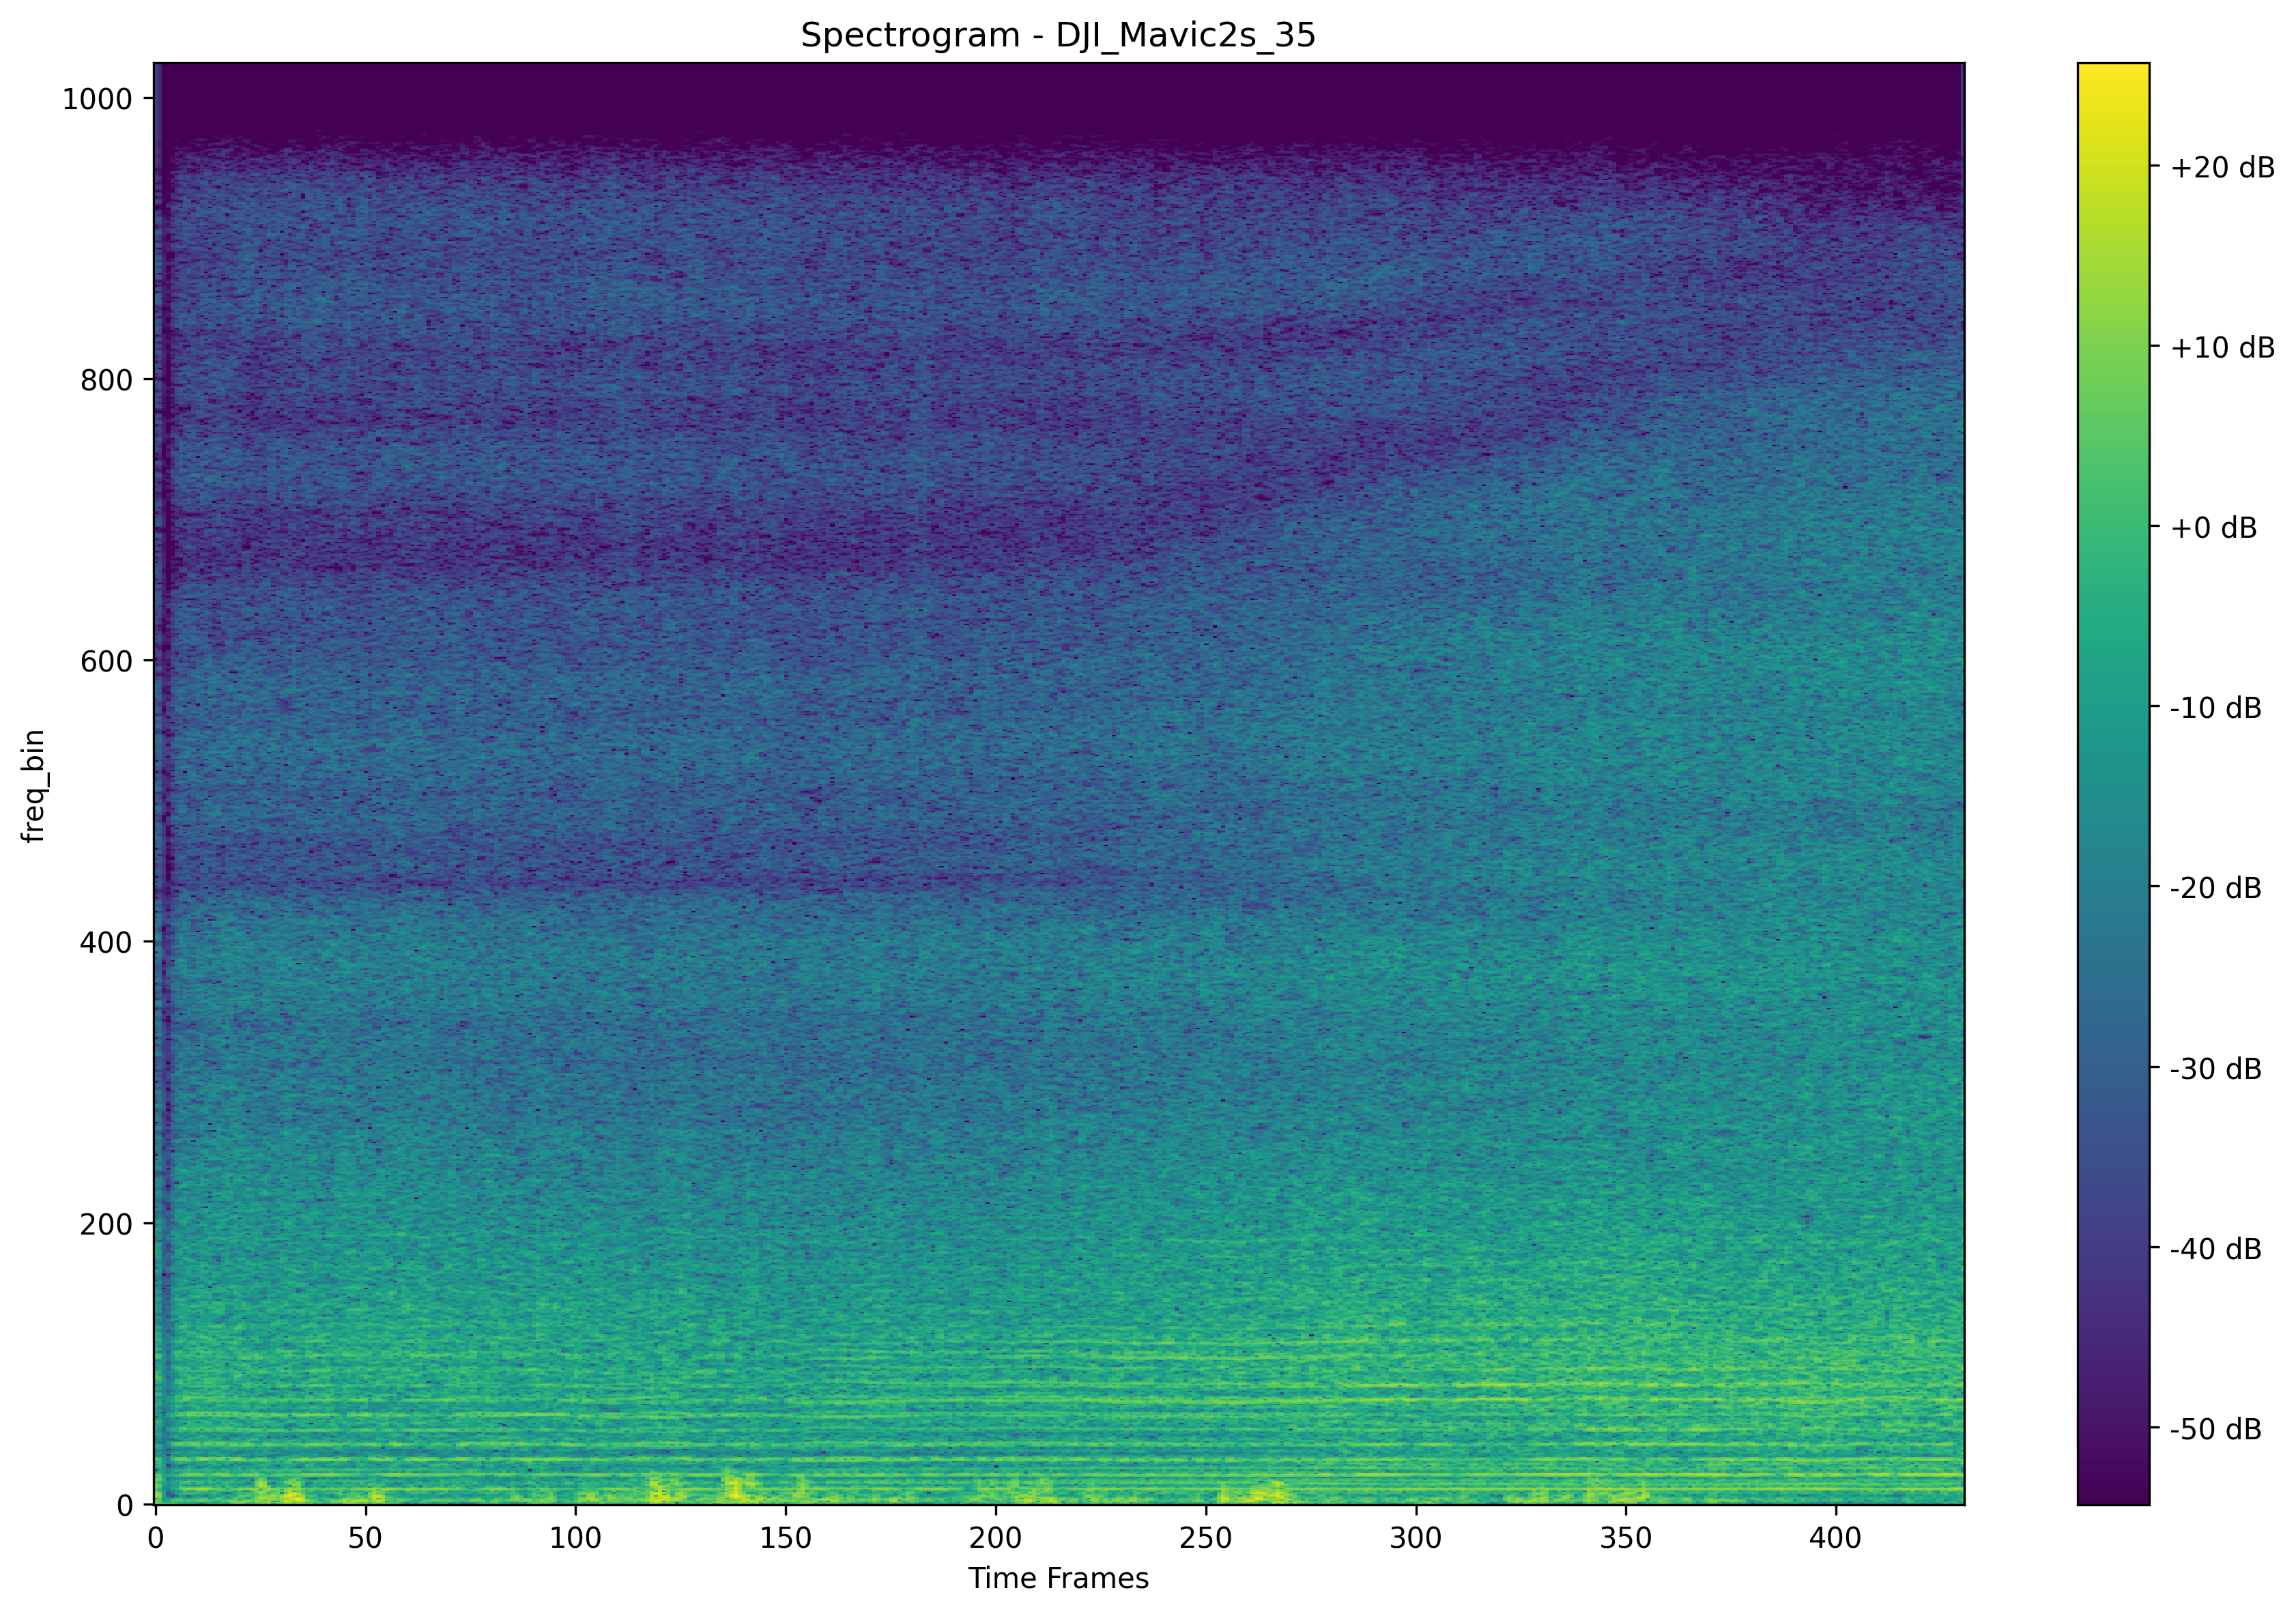 Spectrogram - DJI_Mavic2s_35
1000
800
600
400
200
0
freq_bin
0 50 100 150 200 250 300 350 400
Time Frames
+20 dB
+10 dB
+0 dB
-10 dB
-20 dB
-30 dB
-40 dB
-50 dB